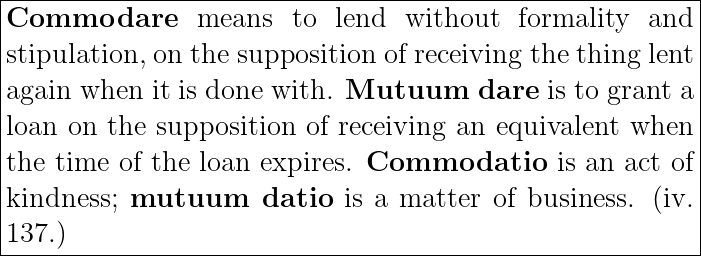 Commodare means to lend without formality and
stipulation, on the supposition of receiving the thing lent
again when it is done with. Mutuum dare is to grant a
loan on the supposition of receiving an equivalent when
the time of the loan expires. Commodatio is an act of
kindness; mutuum datio is a matter of business. (iv.
137.)